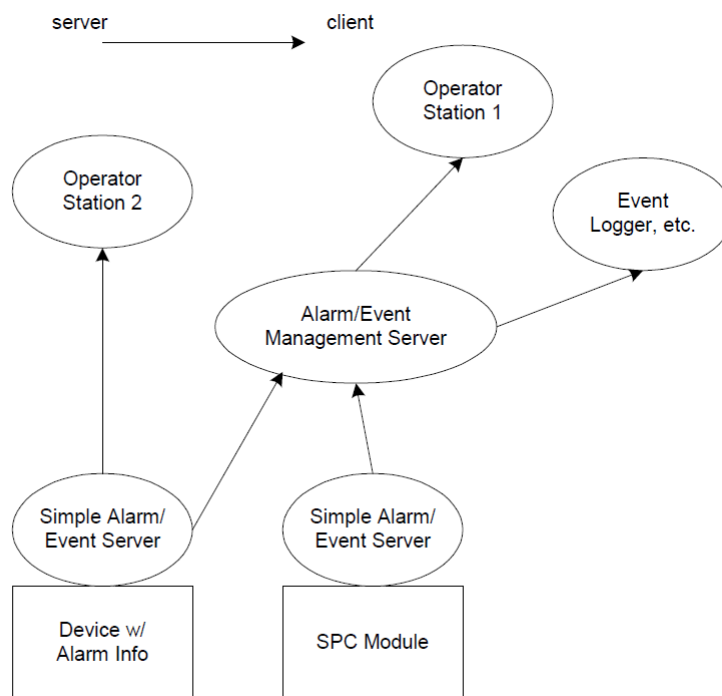 server
client
Operator
Station 1
Operator
Station 2
Event
Logger, etc.
Alarm/Event
Management Server
Simple Alarm/
Event Server
Simple Alarm/
Event Server
Device w/
Alarm Info
SPC Module